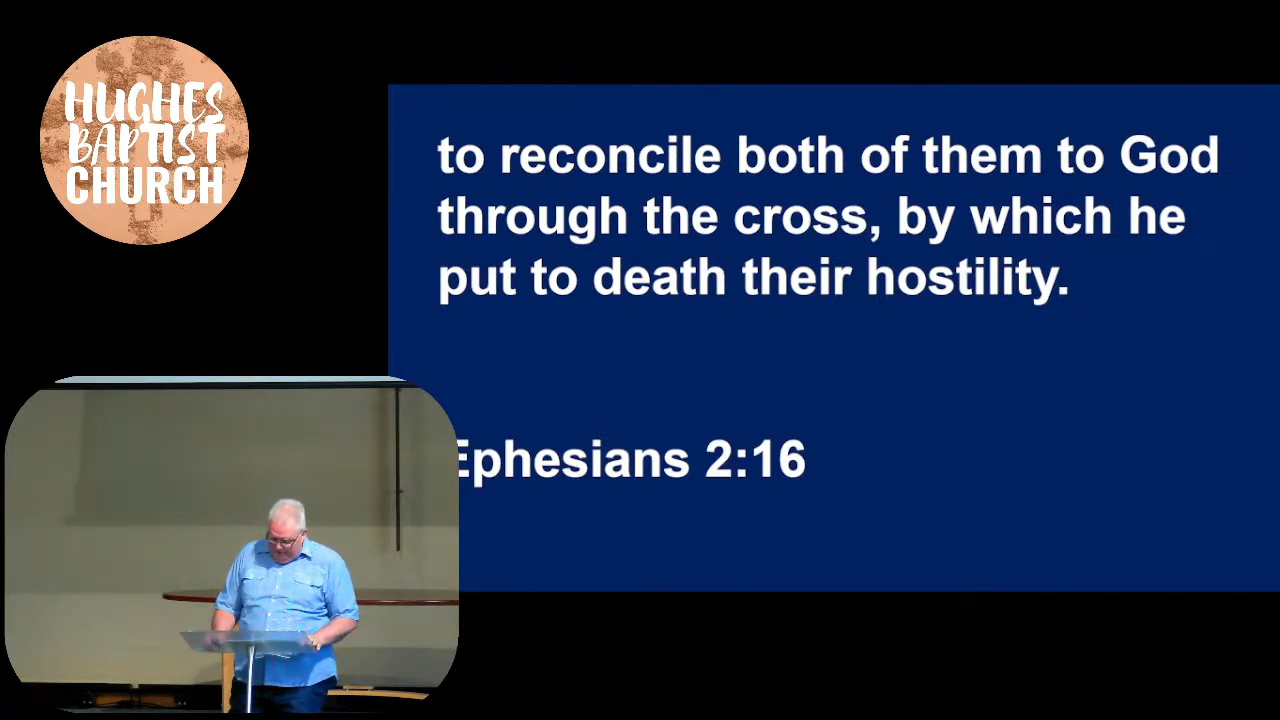 HUGHES
BAPTIST
CHURCH
to reconcile both of them to God
through the cross, by which he
put to death their hostility.
Ephesians 2:16